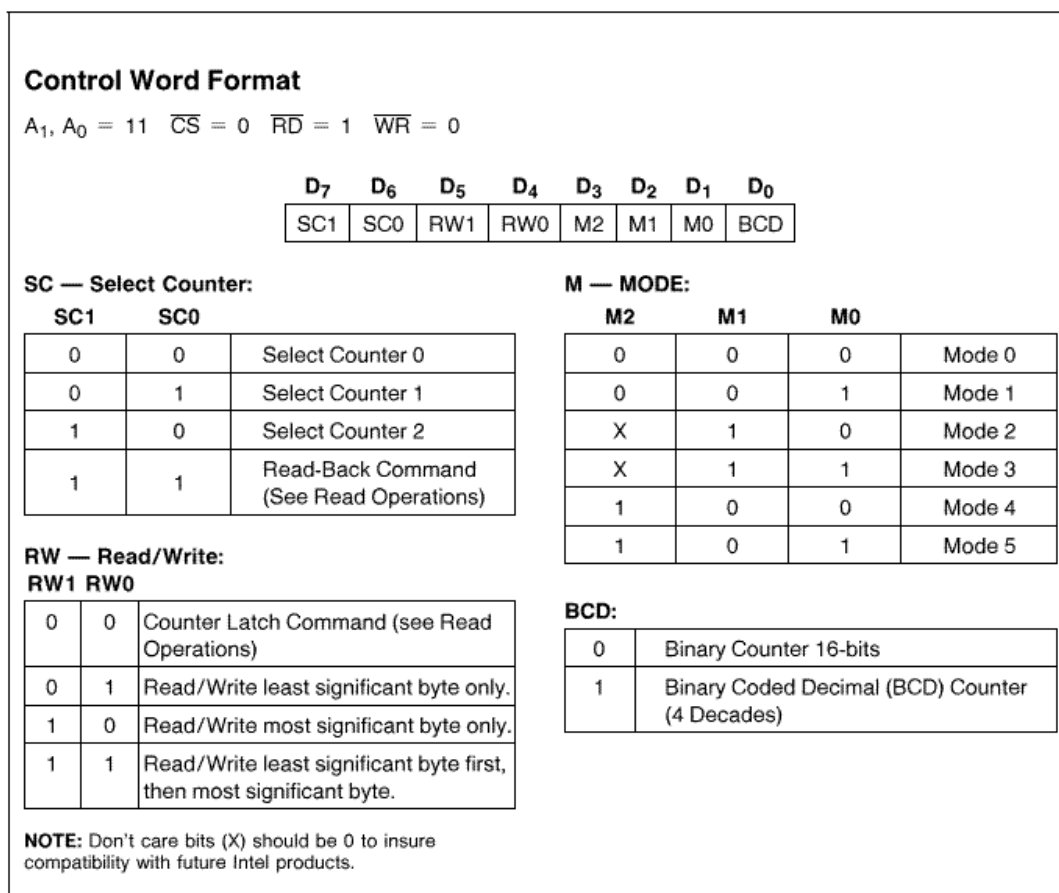 Control Word Format
A1, A0 = 11 CS = 0 RD = 1 WR = 0
D7 D6 D5 D4 D3 D2 D1 D0
SC1 SC0 RW1 RW0 M2 M1 M0 BCD
SC — Select Counter:
SC1 SC0
0 0 Select Counter 0
0 1 Select Counter 1
1 0 Select Counter 2
1 1 Read-Back Command
(See Read Operations)
RW — Read/Write:
RW1 RW0
0 0 Counter Latch Command (see Read
Operations)
0 1 Read/Write least significant byte only.
1 0 Read/Write most significant byte only.
1 1 Read/Write least significant byte first,
then most significant byte.
M — MODE:
M2 M1 M0
0 0 0 Mode 0
0 0 1 Mode 1
X 1 0 Mode 2
X 1 1 Mode 3
1 0 0 Mode 4
1 0 1 Mode 5
BCD:
0 Binary Counter 16-bits
1 Binary Coded Decimal (BCD) Counter
(4 Decades)
NOTE: Don't care bits (X) should be 0 to insure
compatibility with future Intel products.